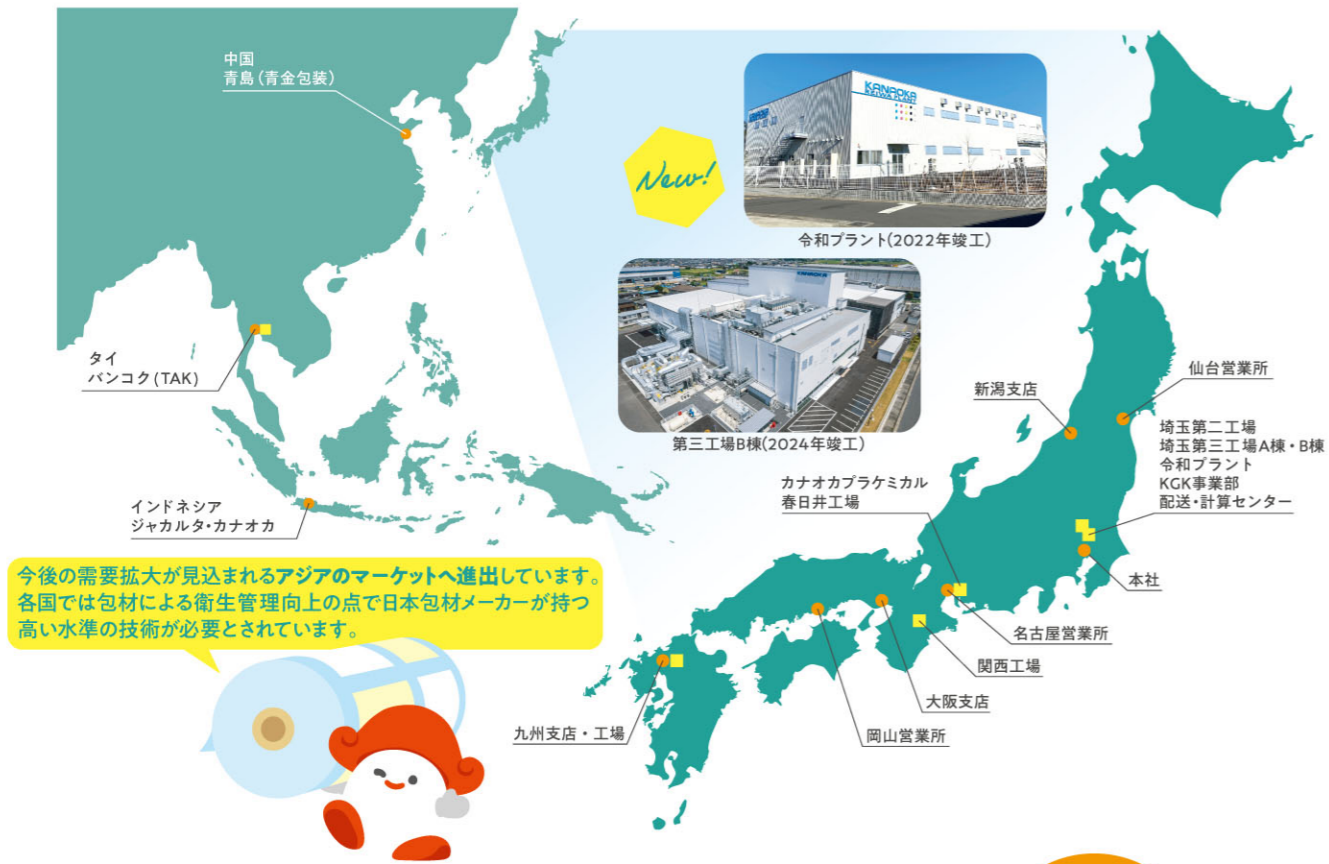 中国
青島(青金包装)
タイ
バンコク(TAK)
インドネシア
ジャカルタ・カナオカ
New!
KANAOKA
REIWA PLANT
令和プラント(2022年竣工)
KANAOKA
第三工場B棟(2024年竣工)
新潟支店
仙台営業所
埼玉第二工場
埼玉第三工場A棟・B棟
令和プラント
KGK事業部
配送・計算センター
カナオカプラケミカル
春日井工場
本社
名古屋営業所
関西工場
大阪支店
岡山営業所
九州支店・工場
今後の需要拡大が見込まれるアジアのマーケットへ進出しています。
各国では包材による衛生管理向上の点で日本包材メーカーが持つ
高い水準の技術が必要とされています。